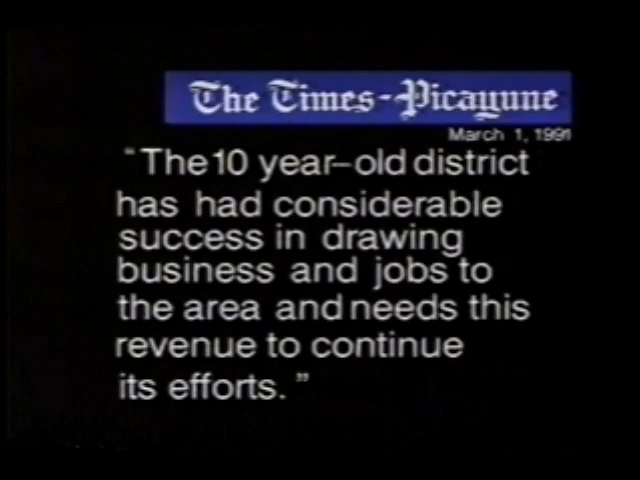 The Times-Picayune
March 1, 1991
"The 10 year-old district
has had considerable
success in drawing
business and jobs to
the area and needs this
revenue to continue
its efforts."